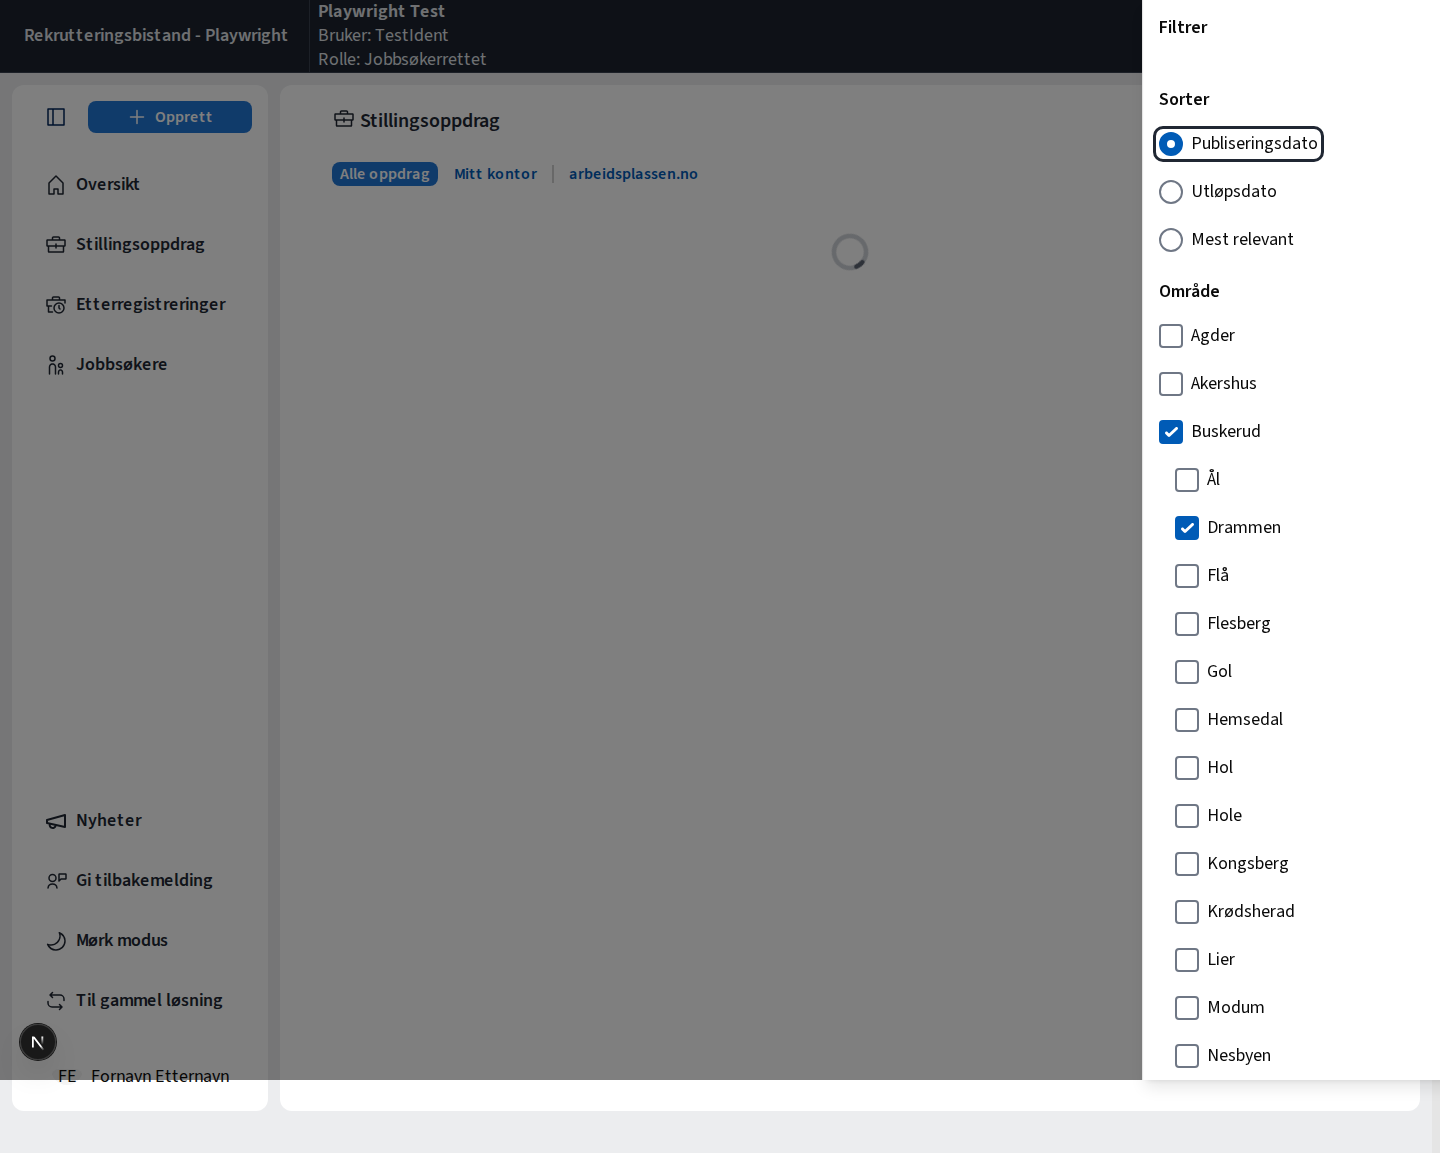 Rekrutteringsbistand - Playwright
Playwright Test
Bruker: TestIdent
Rolle: Jobbsøkerrettet
Opprett
Oversikt
Stillingsoppdrag
Etterregistreringer
Jobbsøkere
Nyheter
Gi tilbakemelding
Mørk modus
Til gammel løsning
N
FE Fornavn Etternavn
Stillingsoppdrag
Alle oppdrag Mitt kontor arbeidsplassen.no
Filtrer
Sorter
Publiseringsdato
Utløpsdato
Mest relevant
Område
Agder
Akershus
Buskerud
Ål
Drammen
Flå
Flesberg
Gol
Hemsedal
Hol
Hole
Kongsberg
Krødsherad
Lier
Modum
Nesbyen